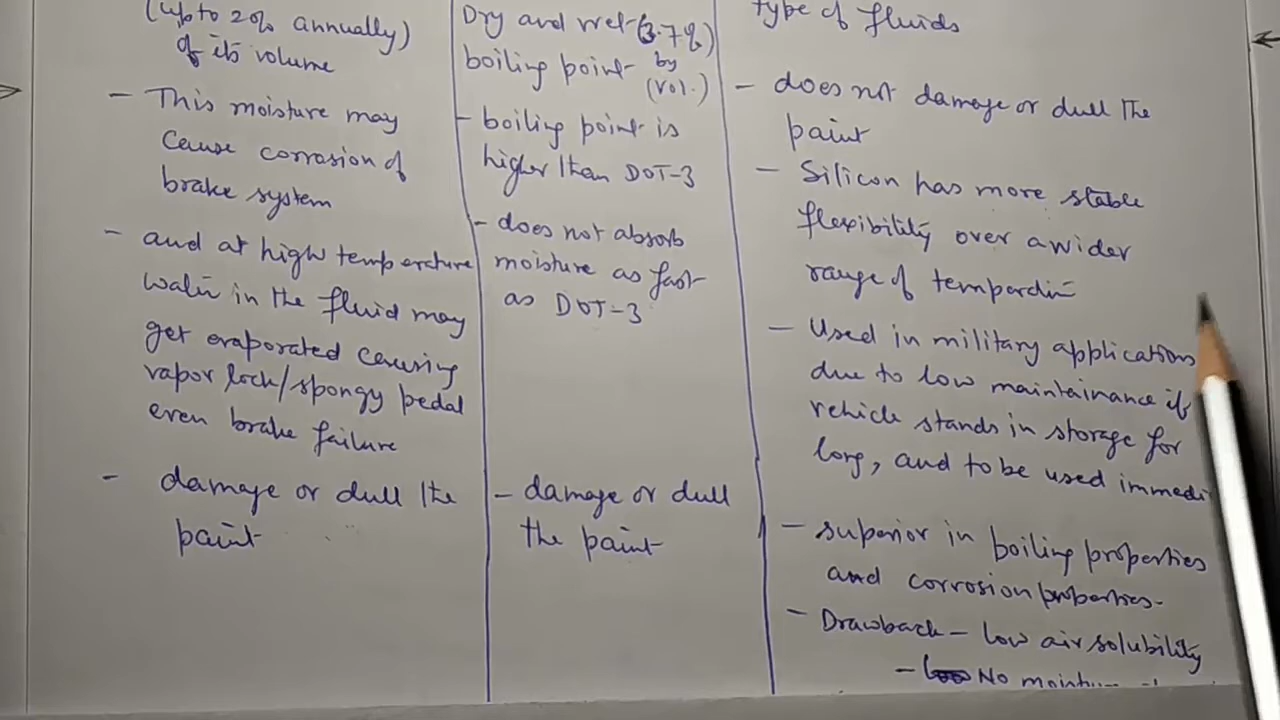 (up to 20% annually)
of its volume
- This moisture may
cause corrosion of
brake system
- and at high temperature
water in the fluid may
get evaporated causing
vapor lock/spongy pedal
even brake failure
- damage or dull the
paint
Dry and wet (3.7%
boiling point by
(vol.)
- boiling point is
higher than DOT-3
- does not absorb
moisture as fast
as DOT-3
- damage or dull
the paint
type of fluids
- does not damage or dull the
paint
- Silicon has more stable
flexibility over a wider
range of
- Used in military applications
due to low maintainance if
vehicle stands in storage for
long, and to be used immedi
- superior in boiling properties
and corrosion properties.
- Drawback - low air solubility
- No